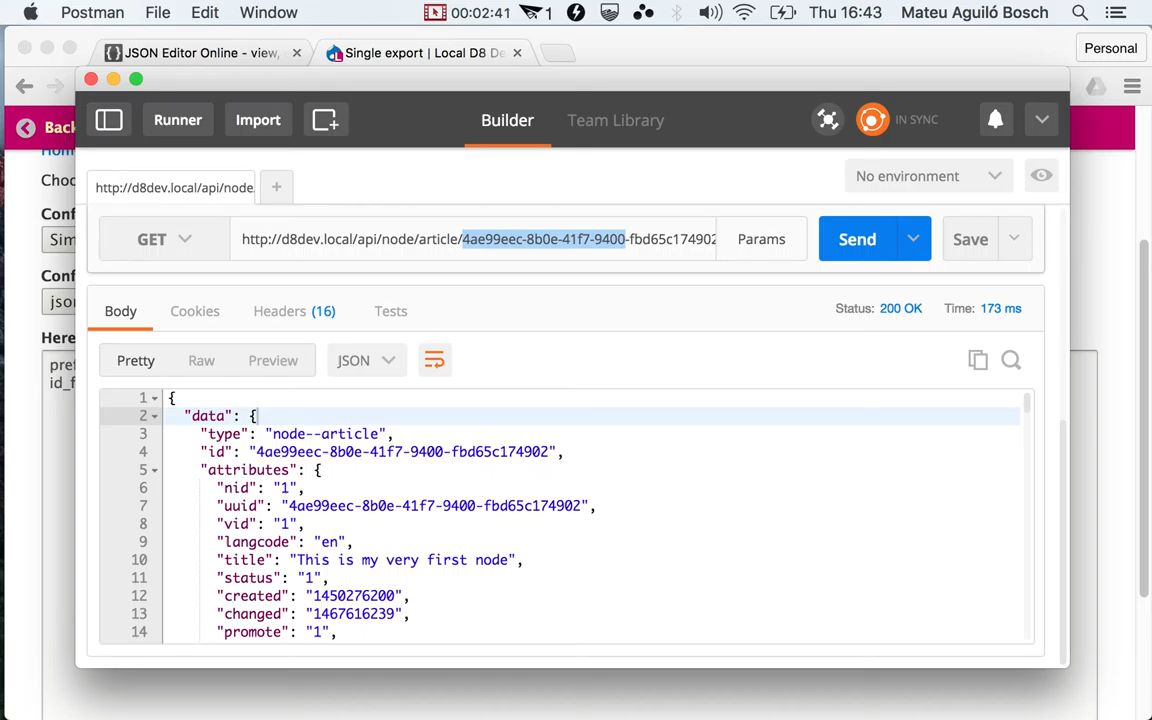 Postman File Edit Window 00:02:41 1 Thu 16:43 Mateu Aguiló Bosch
JSON Editor Online - view, Single export | Local D8 De Personal
Back
Runner Import Builder Team Library IN SYNC
Home
Choo
http://d8dev.local/api/node. + No environment
Conf
Sim
GET http://d8dev.local/api/node/article/4ae99eec-8b0e-41f7-9400-fbd65c174902 Params Send Save
Conf
json
Body Cookies Headers (16) Tests Status: 200 OK Time: 173 ms
Here
Pretty Raw Preview JSON
pref
id_f
1 {
2 "data": {
3 "type": "node--article",
4 "id": "4ae99eec-8b0e-41f7-9400-fbd65c174902",
5 "attributes": {
6 "nid": "1",
7 "uuid": "4ae99eec-8b0e-41f7-9400-fbd65c174902",
8 "vid": "1",
9 "langcode": "en",
10 "title": "This is my very first node",
11 "status": "1",
12 "created": "1450276200",
13 "changed": "1467616239",
14 "promote": "1",